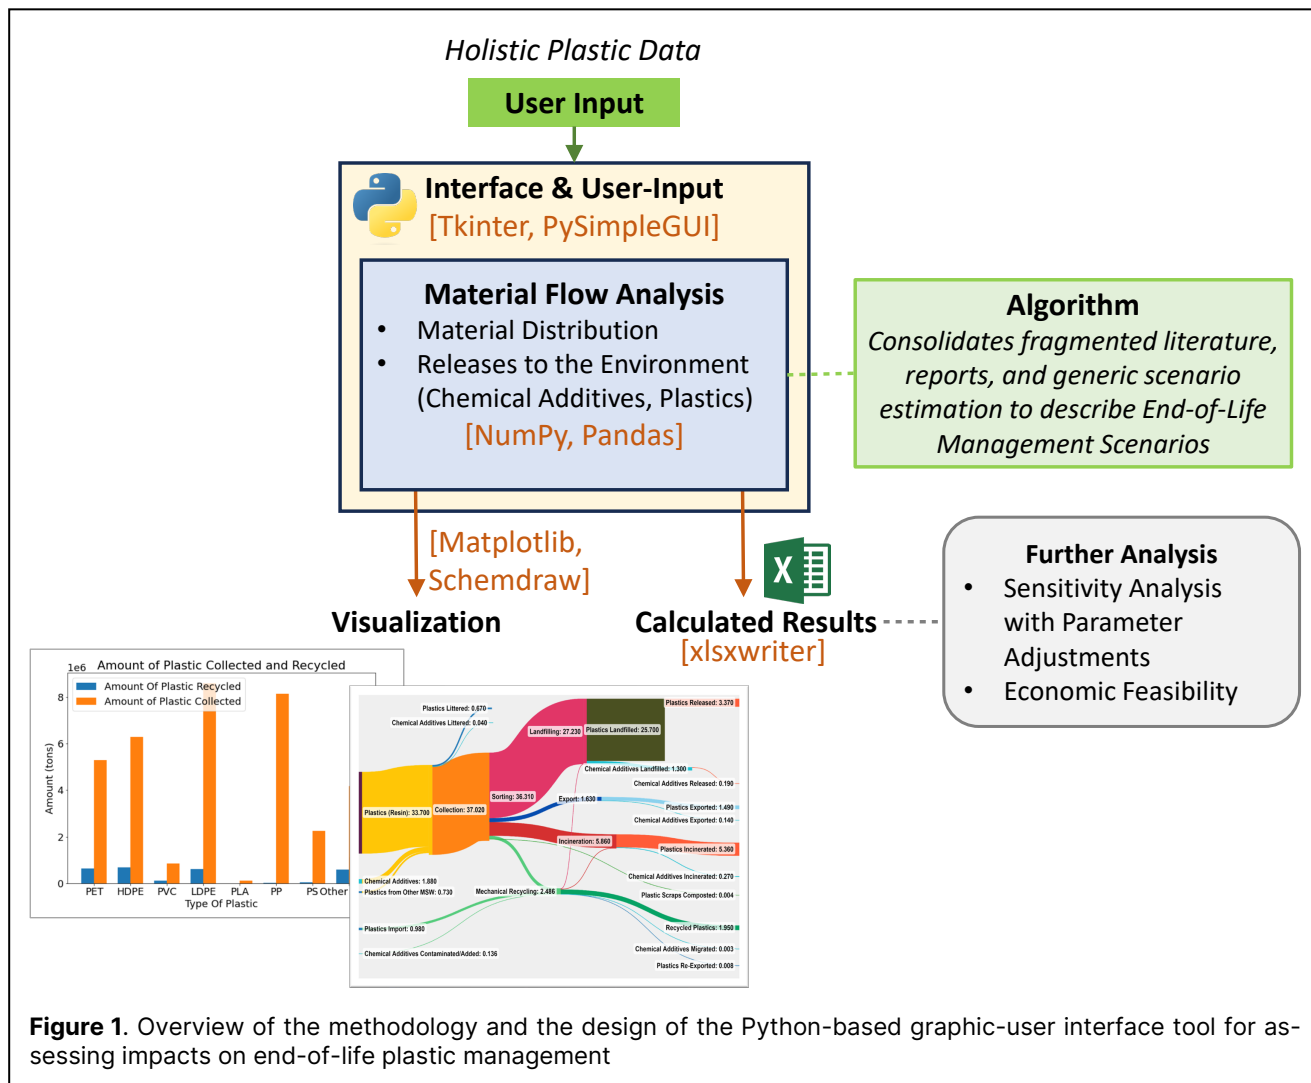 Holistic Plastic Data
User Input
Interface & User-Input
[Tkinter, PySimpleGUI]
Material Flow Analysis
• Material Distribution
• Releases to the Environment
(Chemical Additives, Plastics)
[NumPy, Pandas]
Algorithm
Consolidates fragmented literature,
reports, and generic scenario
estimation to describe End-of-Life
Management Scenarios
[Matplotlib,
Schemdraw]
Visualization
X
Calculated Results
[xlsxwriter]
Further Analysis
• Sensitivity Analysis
with Parameter
Adjustments
• Economic Feasibility
Amount of Plastic Collected and Recycled
1e6
Amount Of Plastic Recycled
Amount of Plastic Collected
Amount (tons)
8
6
4
2
0
PET HDPE PVC LDPE PLA PP PS Other
Type Of Plastic
Plastics Littered: 0.670
Chemical Additives Littered: 0.040
Plastics (Resin): 33.700
Collection: 37.020
Sorting: 36.310
Landfilling: 27.230
Plastics Landfilled: 25.700
Plastics Released: 3.370
Chemical Additives Landfilled: 1.300
Chemical Additives Released: 0.190
Export: 1.630
Plastics Exported: 1.490
Chemical Additives Exported: 0.140
Incineration: 5.860
Plastics Incinerated: 5.360
Chemical Additives Incinerated: 0.270
Chemical Additives: 1.880
Plastics from Other MSW: 0.730
Mechanical Recycling: 2.486
Plastic Scraps Composted: 0.004
Plastics Import: 0.980
Recycled Plastics: 1.950
Chemical Additives Contaminated/Added: 0.136
Chemical Additives Migrated: 0.003
Plastics Re-Exported: 0.008
Figure 1. Overview of the methodology and the design of the Python-based graphic-user interface tool for as-
sessing impacts on end-of-life plastic management